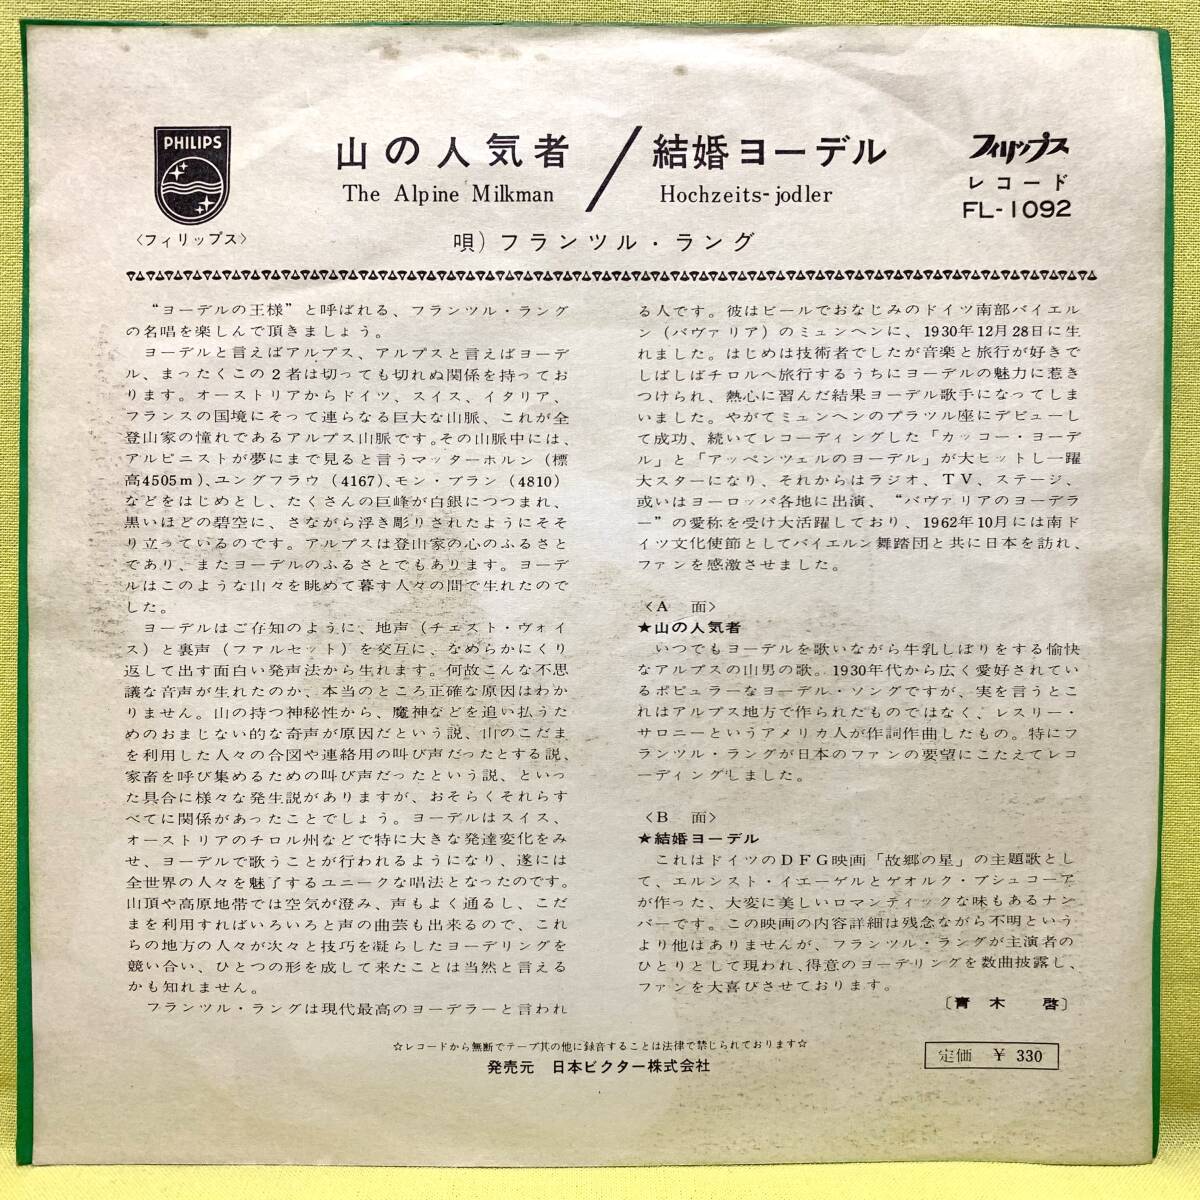 PHILIPS
〈フィリップス〉
山の人気者
The Alpine Milkman
結婚ヨーデル
Hochzeits-jodler
唄）フランツル・ラング
フィリップス
レコード
FL-1092
“ヨーデルの王様”と呼ばれる、フランツル・ラング
の名唱を楽しんで頂きましょう。
ヨーデルと言えばアルプス、アルプスと言えばヨーデ
ル、まったくこの2者は切っても切れぬ関係を持ってお
ります。オーストリアからドイツ、スイス、イタリア、
フランスの国境にそって連らなる巨大な山脈、これが全
登山家の憧れであるアルプス山脈です。その山脈中には、
アルピニストが夢にまで見ると言うマッターホルン（標
高4505m）、ユングフラウ（4167）、モン・ブラン（4810）
などをはじめとし、たくさんの巨峰が白銀につつまれ、
黒いほどの碧空に、さながら浮き彫りされたようにそそ
り立っているのです。アルプスは登山家の心のふるさと
であり、またヨーデルのふるさとでもあります。ヨーデ
ルはこのような山々を眺めて暮す人々の間で生れたので
した。
ヨーデルはご存知のように、地声（チェスト・ヴォイ
ス）と裏声（ファルセット）を交互に、なめらかにくり
返して出す面白い発声法から生れます。何故こんな不思
議な音声が生れたのか、本当のところ正確な原因はわか
りません。山の持つ神秘性から、魔神などを追い払うた
めのおまじない的な奇声が原因だという説、山のこだま
を利用した人々の合図や連絡用の叫び声だったとする説、
家畜を呼び集めるための叫び声だったという説、といっ
た具合に様々な発生説がありますが、おそらくそれらす
べてに関係があったことでしょう。ヨーデルはスイス、
オーストリアのチロル州などで特に大きな発達変化をみ
せ、ヨーデルで歌うことが行われるようになり、遂には
全世界の人々を魅了するユニークな唱法となったのです。
山頂や高原地帯では空気が澄み、声もよく通るし、こだ
まを利用すればいろいろと声の曲芸も出来るので、これ
らの地方の人々が次々と技巧を凝らしたヨーデリングを
競い合い、ひとつの形を成して来たことは当然と言える
かも知れません。
フランツル・ラングは現代最高のヨーデラーと言われ
る人です。彼はビールでおなじみのドイツ南部バイエル
ン（バヴァリア）のミュンヘンに、1930年12月28日に生
れました。はじめは技術者でしたが音楽と旅行が好きで
しばしばチロルへ旅行するうちにヨーデルの魅力に惹き
つけられ、熱心に習んだ結果ヨーデル歌手になってしま
いました。やがてミュンヘンのプラツル座にデビューし
て成功、続いてレコーディングした「カッコー・ヨーデ
ル」と「アッペンツェルのヨーデル」が大ヒットし一躍
大スターになり、それからはラジオ、TV、ステージ、
或いはヨーロッパ各地に出演、“バヴァリアのヨーデラ
ー”の愛称を受け大活躍しており、1962年10月には南ド
イツ文化使節としてバイエルン舞踏団と共に日本を訪れ、
ファンを感激させました。
〈A 面〉
★山の人気者
いつでもヨーデルを歌いながら牛乳しぼりをする愉快
なアルプスの山男の歌。1930年代から広く愛好されてい
るポピュラーなヨーデル・ソングですが、実を言うとこ
れはアルプス地方で作られたものではなく、レスリー・
サロニーというアメリカ人が作詞作曲したもの。特にフ
ランツル・ラングが日本のファンの要望にこたえてレコ
ーディングしました。
〈B 面〉
★結婚ヨーデル
これはドイツのDFG映画「故郷の星」の主題歌とし
て、エルンスト・イエーゲルとゲオルク・プシュコーア
が作った、大変に美しいロマンティックな味もあるナン
バーです。この映画の内容詳細は残念ながら不明という
より他はありませんが、フランツル・ラングが主演者の
ひとりとして現われ、得意のヨーデリングを数曲披露し、
ファンを大喜びさせております。
〔青木 啓〕
☆レコードから無断でテープ其の他に録音することは法律で禁じられております☆
発売元 日本ビクター株式会社
定価 ￥330